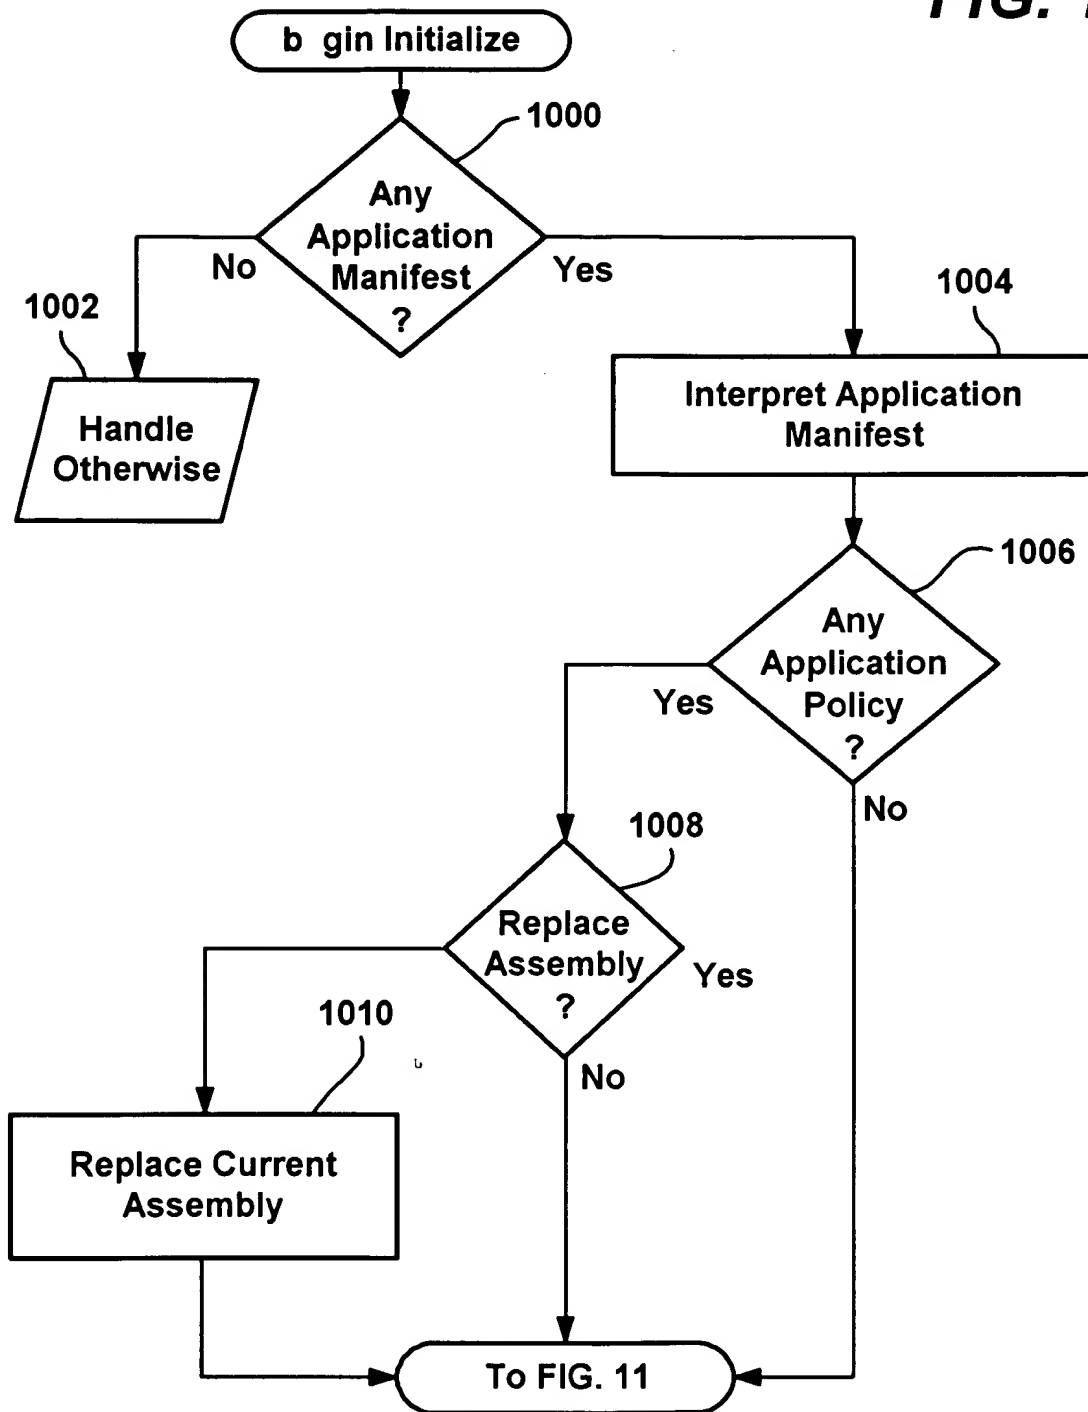 FIG. 1
b gin Initialize
1000
Any
Application
Manifest
?
No
Yes
1002
1004
Handle
Otherwise
Interpret Application
Manifest
1006
Any
Application
Policy
?
Yes
No
1008
Replace
Assembly
?
Yes
No
1010
Replace Current
Assembly
To FIG. 11